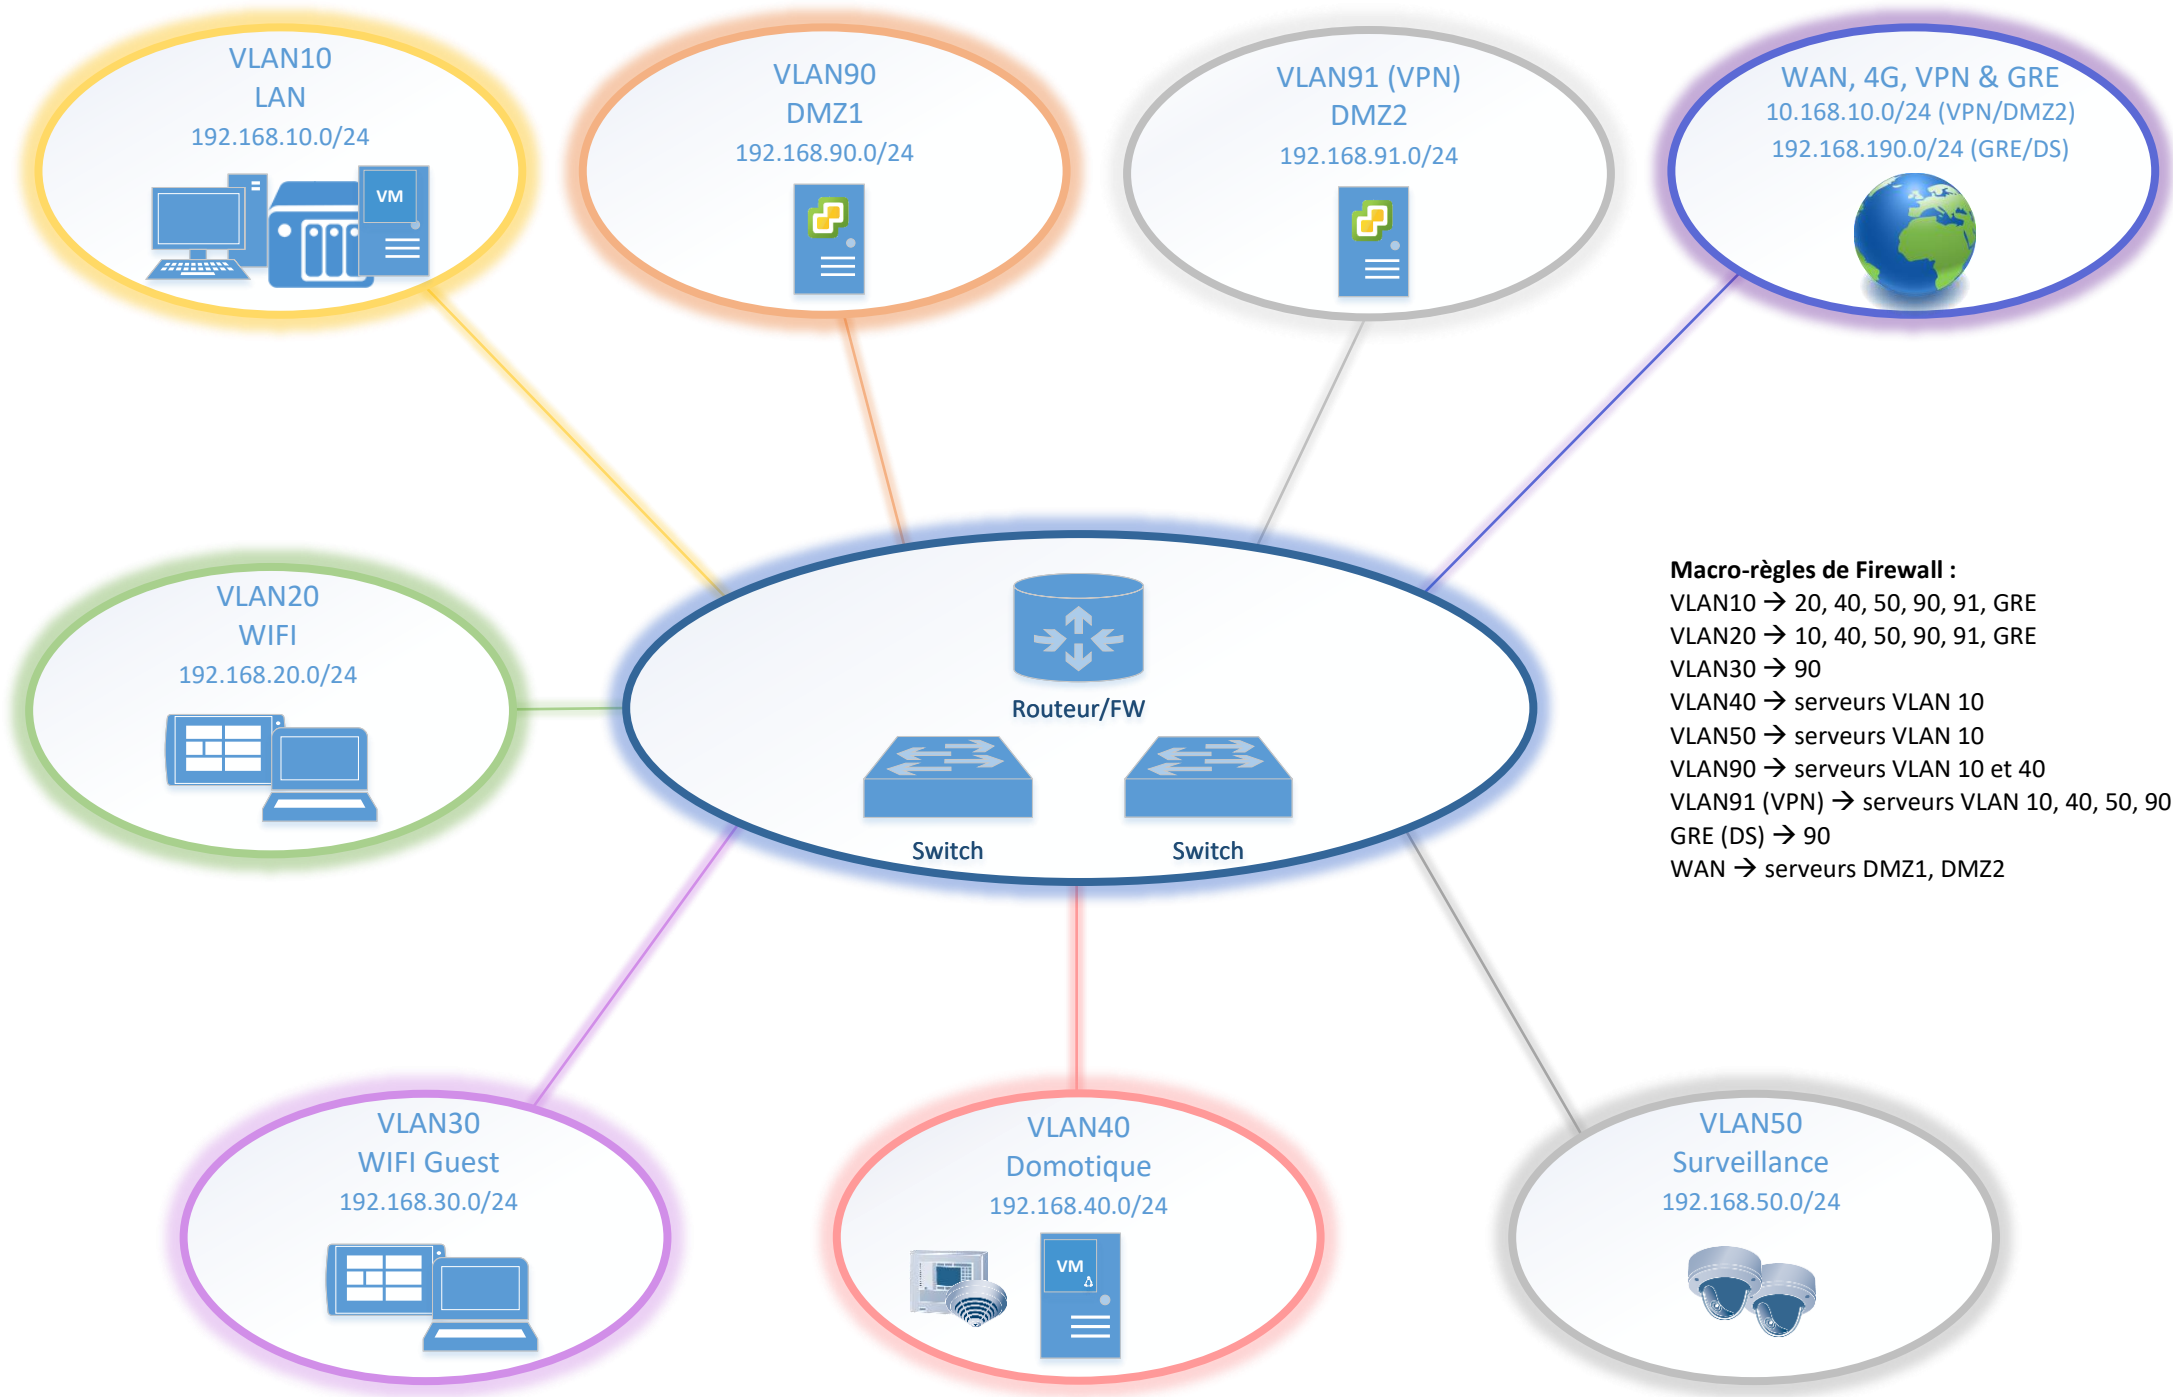 VLAN10
LAN
192.168.10.0/24
VM
VLAN90
DMZ1
192.168.90.0/24
VLAN91 (VPN)
DMZ2
192.168.91.0/24
WAN, 4G, VPN & GRE
10.168.10.0/24 (VPN/DMZ2)
192.168.190.0/24 (GRE/DS)
VLAN20
WIFI
192.168.20.0/24
Routeur/FW
Switch
Switch
Macro-règles de Firewall :
VLAN10 → 20, 40, 50, 90, 91, GRE
VLAN20 → 10, 40, 50, 90, 91, GRE
VLAN30 → 90
VLAN40 → serveurs VLAN 10
VLAN50 → serveurs VLAN 10
VLAN90 → serveurs VLAN 10 et 40
VLAN91 (VPN) → serveurs VLAN 10, 40, 50, 90
GRE (DS) → 90
WAN → serveurs DMZ1, DMZ2
VLAN30
WIFI Guest
192.168.30.0/24
VLAN40
Domotique
192.168.40.0/24
VM
VLAN50
Surveillance
192.168.50.0/24